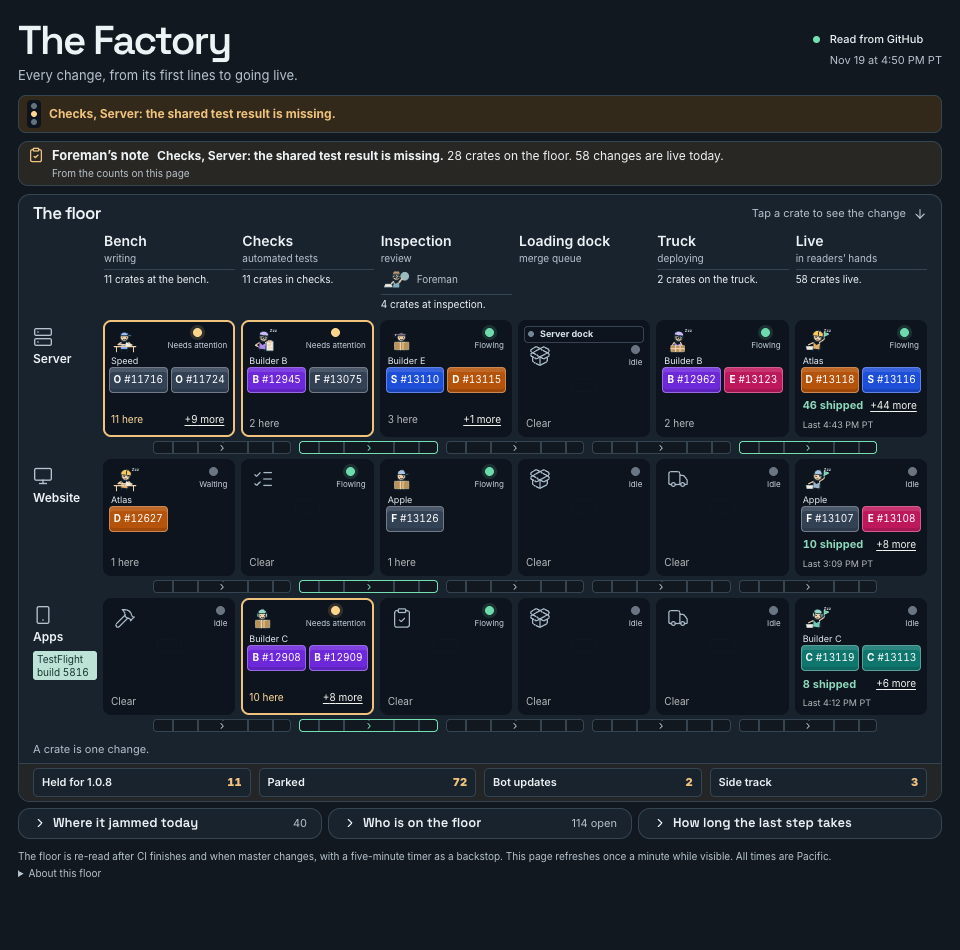 The Factory
Every change, from its first lines to going live.
Read from GitHub
Nov 19 at 4:50 PM PT
Checks, Server: the shared test result is missing.
Foreman's note Checks, Server: the shared test result is missing. 28 crates on the floor. 58 changes are live today.
From the counts on this page
The floor
Tap a crate to see the change
Bench
writing
11 crates at the bench.
Checks
automated tests
11 crates in checks.
Inspection
review
Foreman
4 crates at inspection.
Loading dock
merge queue
Truck
deploying
2 crates on the truck.
Live
in readers' hands
58 crates live.
Server
Needs attention
Speed
O #11716 O #11724
11 here +9 more
Needs attention
Builder B
B #12945 F #13075
2 here
Flowing
Builder E
S #13110 D #13115
3 here +1 more
Server dock
Idle
Clear
Flowing
Builder B
B #12962 E #13123
2 here
Flowing
Atlas
D #13118 S #13116
46 shipped +44 more
Last 4:43 PM PT
Website
Waiting
Atlas
D #12627
1 here
Flowing
Clear
Flowing
Apple
F #13126
1 here
Idle
Clear
Idle
Clear
Idle
Apple
F #13107 E #13108
10 shipped +8 more
Last 3:09 PM PT
Apps
TestFlight
build 5816
Idle
Clear
Needs attention
Builder C
B #12908 B #12909
10 here +8 more
Flowing
Clear
Idle
Clear
Idle
Clear
Idle
Builder C
C #13119 C #13113
8 shipped +6 more
Last 4:12 PM PT
A crate is one change.
Held for 1.0.8 11
Parked 72
Bot updates 2
Side track 3
Where it jammed today 40
Who is on the floor 114 open
How long the last step takes
The floor is re-read after CI finishes and when master changes, with a five-minute timer as a backstop. This page refreshes once a minute while visible. All times are Pacific.
About this floor